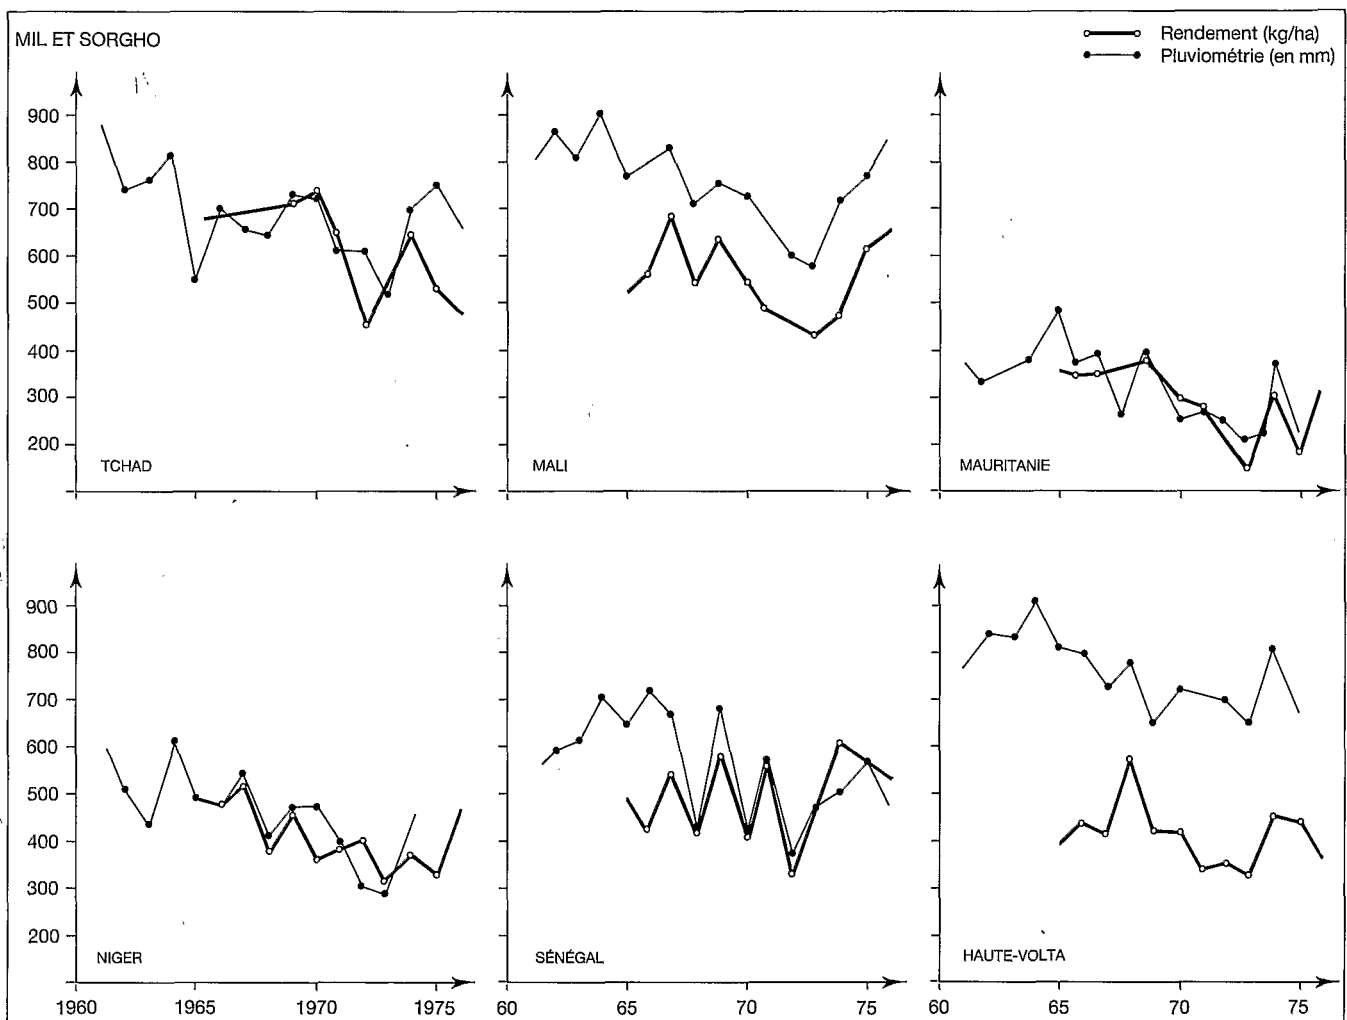 MIL ET SORGHO
Rendement (kg/ha)
Pluviométrie (en mm)
900
800
700
600
500
400
300
200
TCHAD
MALI
MAURITANIE
900
800
700
600
500
400
300
200
NIGER
SÉNÉGAL
HAUTE-VOLTA
1960 1965 1970 1975 60 65 70 75 60 65 70 75